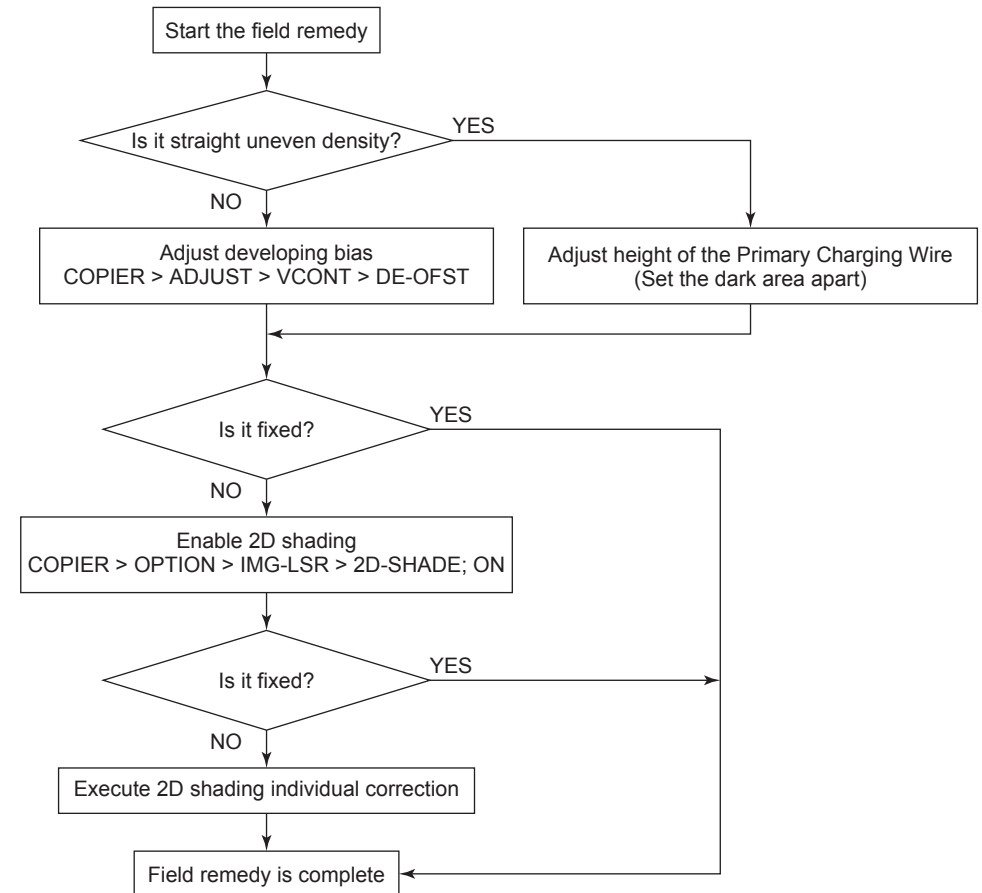 Start the field remedy
Is it straight uneven density?
YES
NO
Adjust developing bias
COPIER > ADJUST > VCONT > DE-OFST
Adjust height of the Primary Charging Wire
(Set the dark area apart)
Is it fixed?
YES
NO
Enable 2D shading
COPIER > OPTION > IMG-LSR > 2D-SHADE; ON
Is it fixed?
YES
NO
Execute 2D shading individual correction
Field remedy is complete